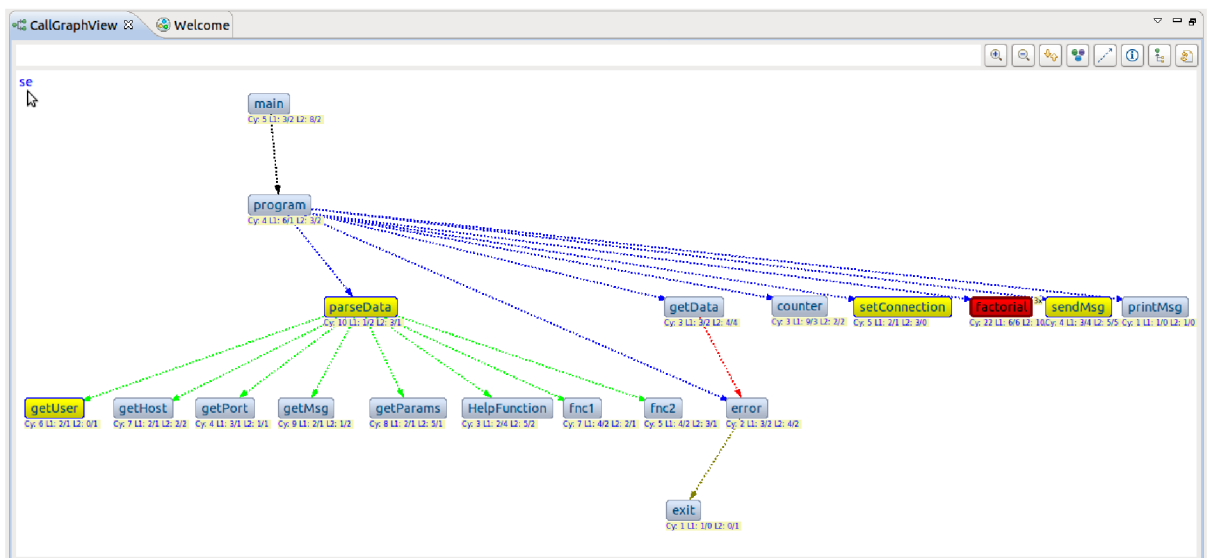 CallGraphView Welcome
se
main
Cy: 5 L1: 3/2 L2: 8/2
program
Cy: 4 L1: 6/1 L2: 3/2
parseData getData counter setConnection factorial 3x sendMsg printMsg
Cy: 10 L1: 1/2 L2: 3/1 Cy: 3 L1: 3/2 L2: 4/4 Cy: 3 L1: 9/3 L2: 2/2 Cy: 5 L1: 2/1 L2: 3/0 Cy: 22 L1: 6/6 L2: 10 Cy: 4 L1: 3/4 L2: 5/5 Cy: 1 L1: 1/0 L2: 1/0
getUser getHost getPort getMsg getParams HelpFunction fnc1 fnc2 error
Cy: 6 L1: 2/1 L2: 0/1 Cy: 7 L1: 2/1 L2: 2/2 Cy: 4 L1: 3/1 L2: 1/1 Cy: 9 L1: 2/1 L2: 1/2 Cy: 8 L1: 2/1 L2: 5/1 Cy: 3 L1: 2/4 L2: 5/2 Cy: 7 L1: 4/2 L2: 2/1 Cy: 5 L1: 4/2 L2: 3/1 Cy: 2 L1: 3/2 L2: 4/2
exit
Cy: 1 L1: 1/0 L2: 0/1